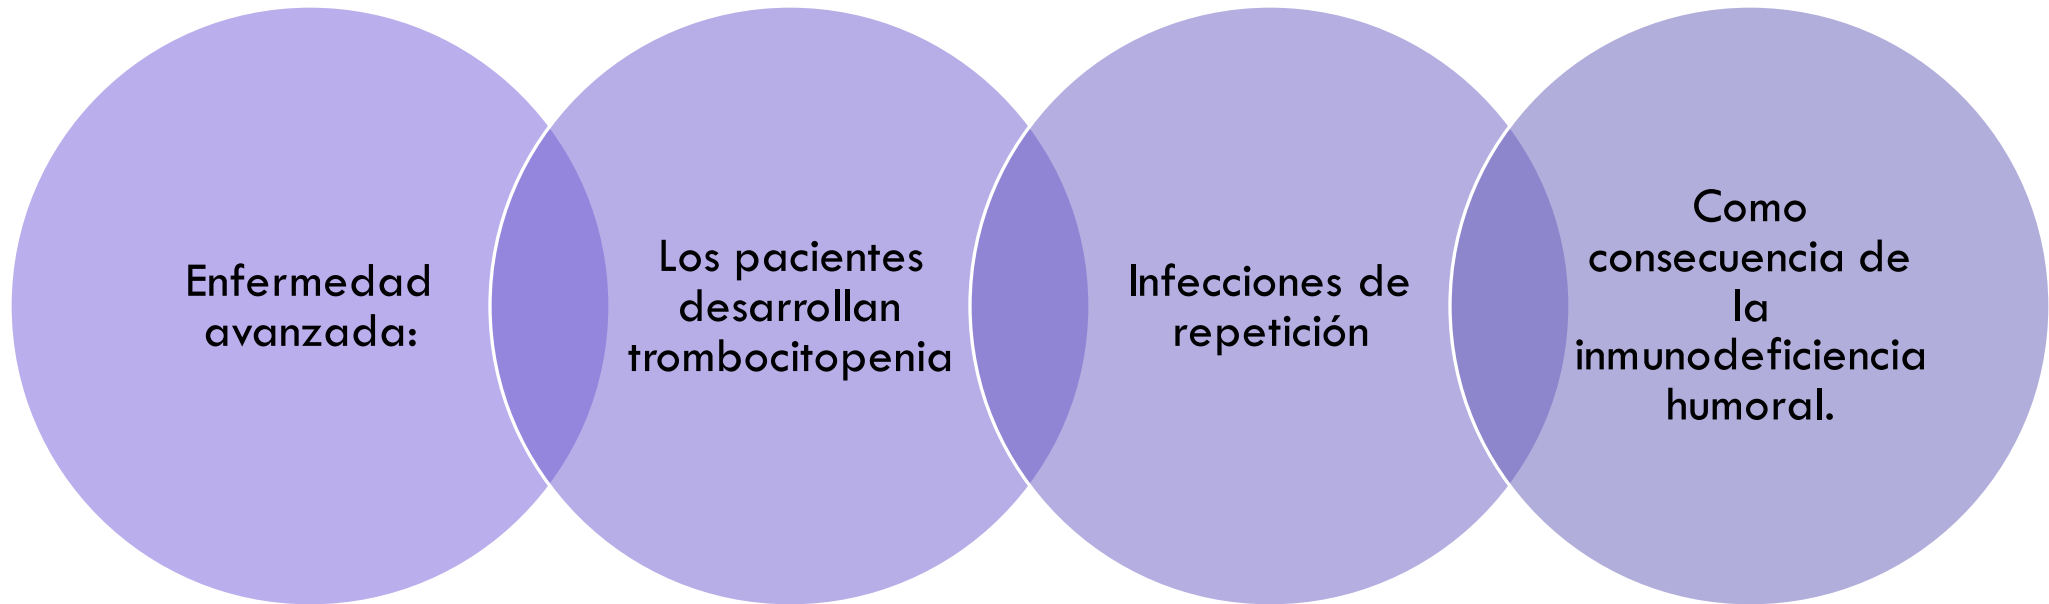 Enfermedad
avanzada:
Los pacientes
desarrollan
trombocitopenia
Infecciones de
repetición
Como
consecuencia de
la
inmunodeficiencia
humoral.